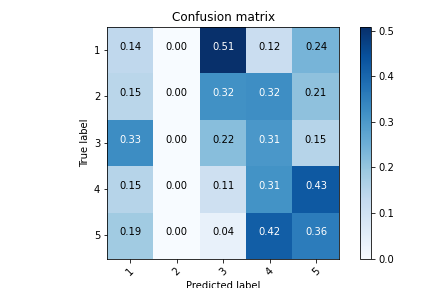 Confusion matrix
1 0.14 0.00 0.51 0.12 0.24
2 0.15 0.00 0.32 0.32 0.21
3 0.33 0.00 0.22 0.31 0.15
4 0.15 0.00 0.11 0.31 0.43
5 0.19 0.00 0.04 0.42 0.36
1 2 3 4 5
True label
Predicted label
0.5
0.4
0.3
0.2
0.1
0.0